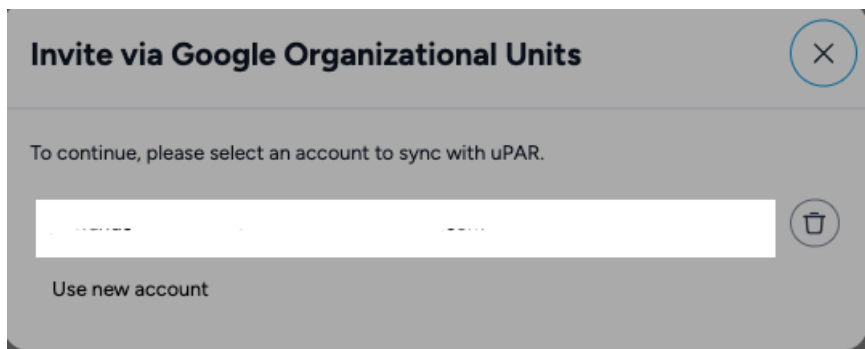 Invite via Google Organizational Units
To continue, please select an account to sync with uPAR.
Use new account